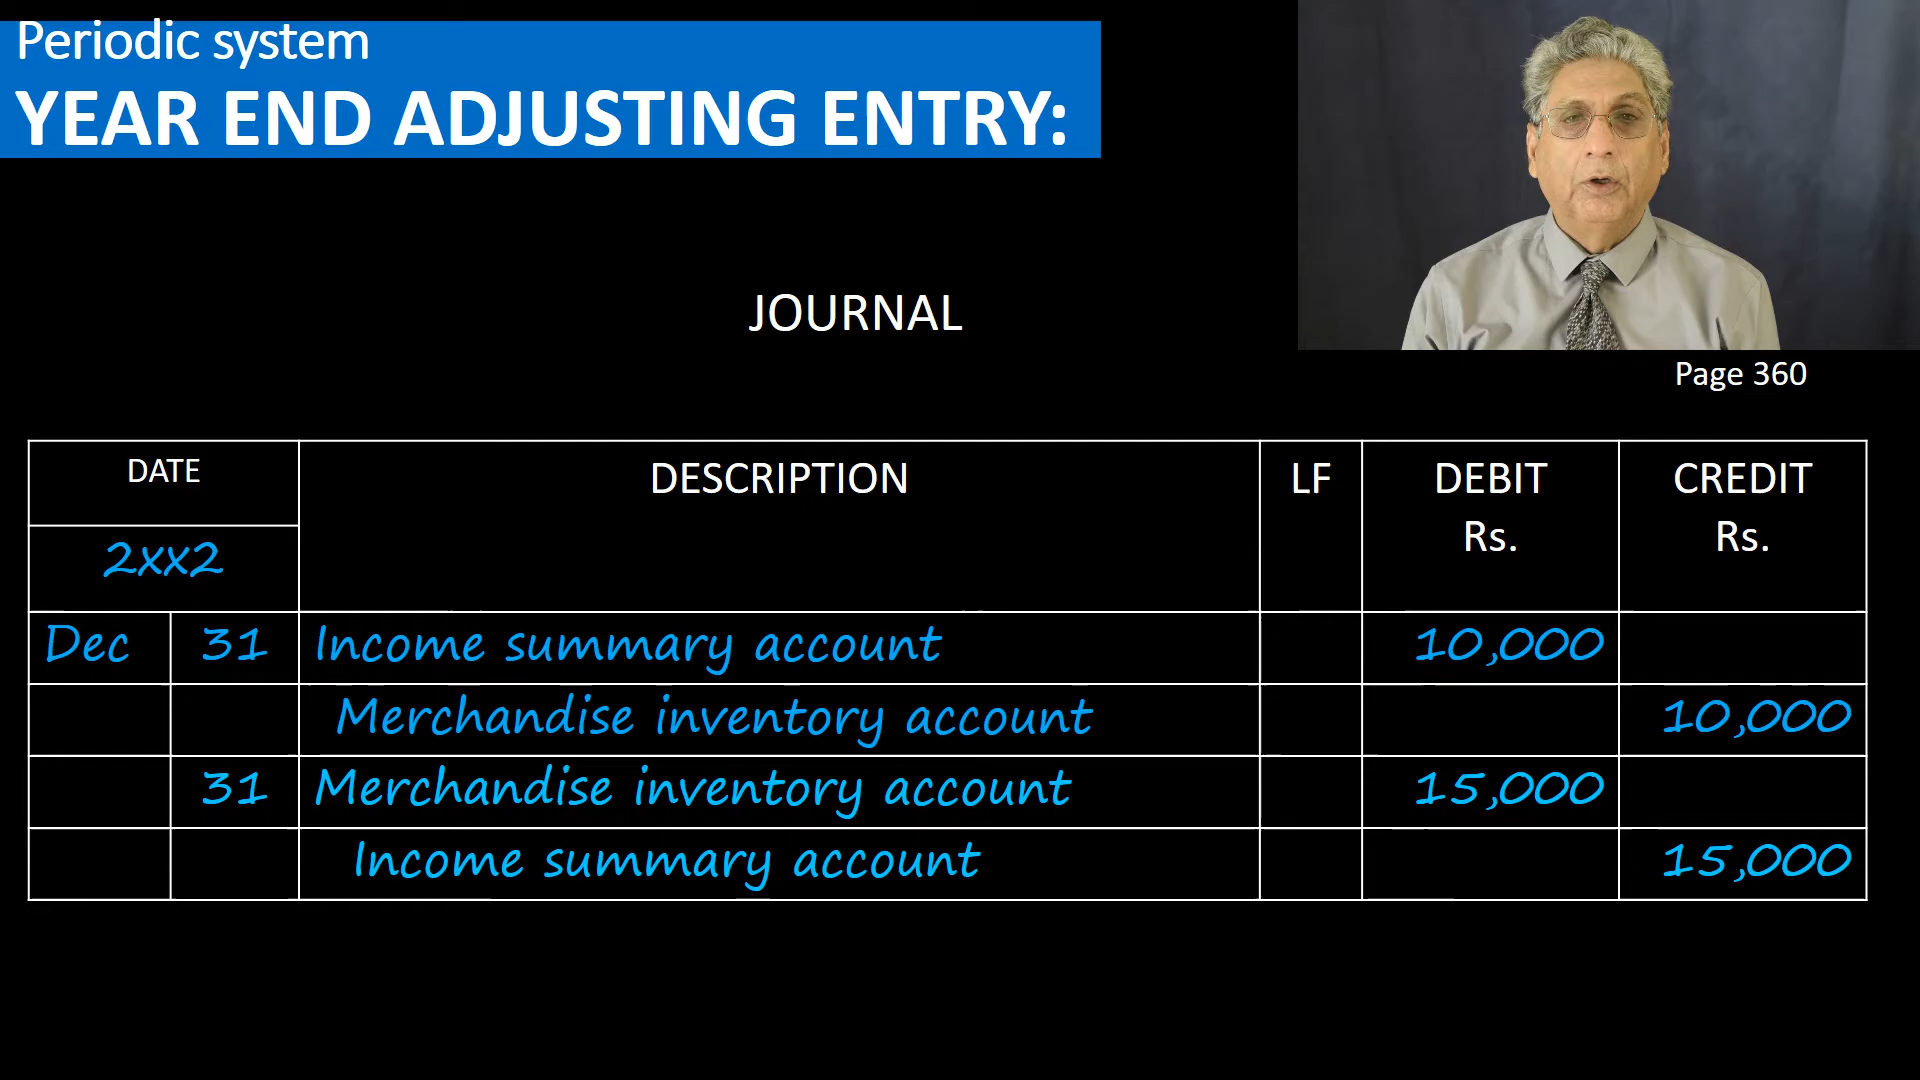 Periodic system
YEAR END ADJUSTING ENTRY:
JOURNAL
Page 360
DATE DESCRIPTION LF DEBIT CREDIT
Rs. Rs.
2xx2
Dec 31 Income summary account 10,000
Merchandise inventory account 10,000
31 Merchandise inventory account 15,000
Income summary account 15,000